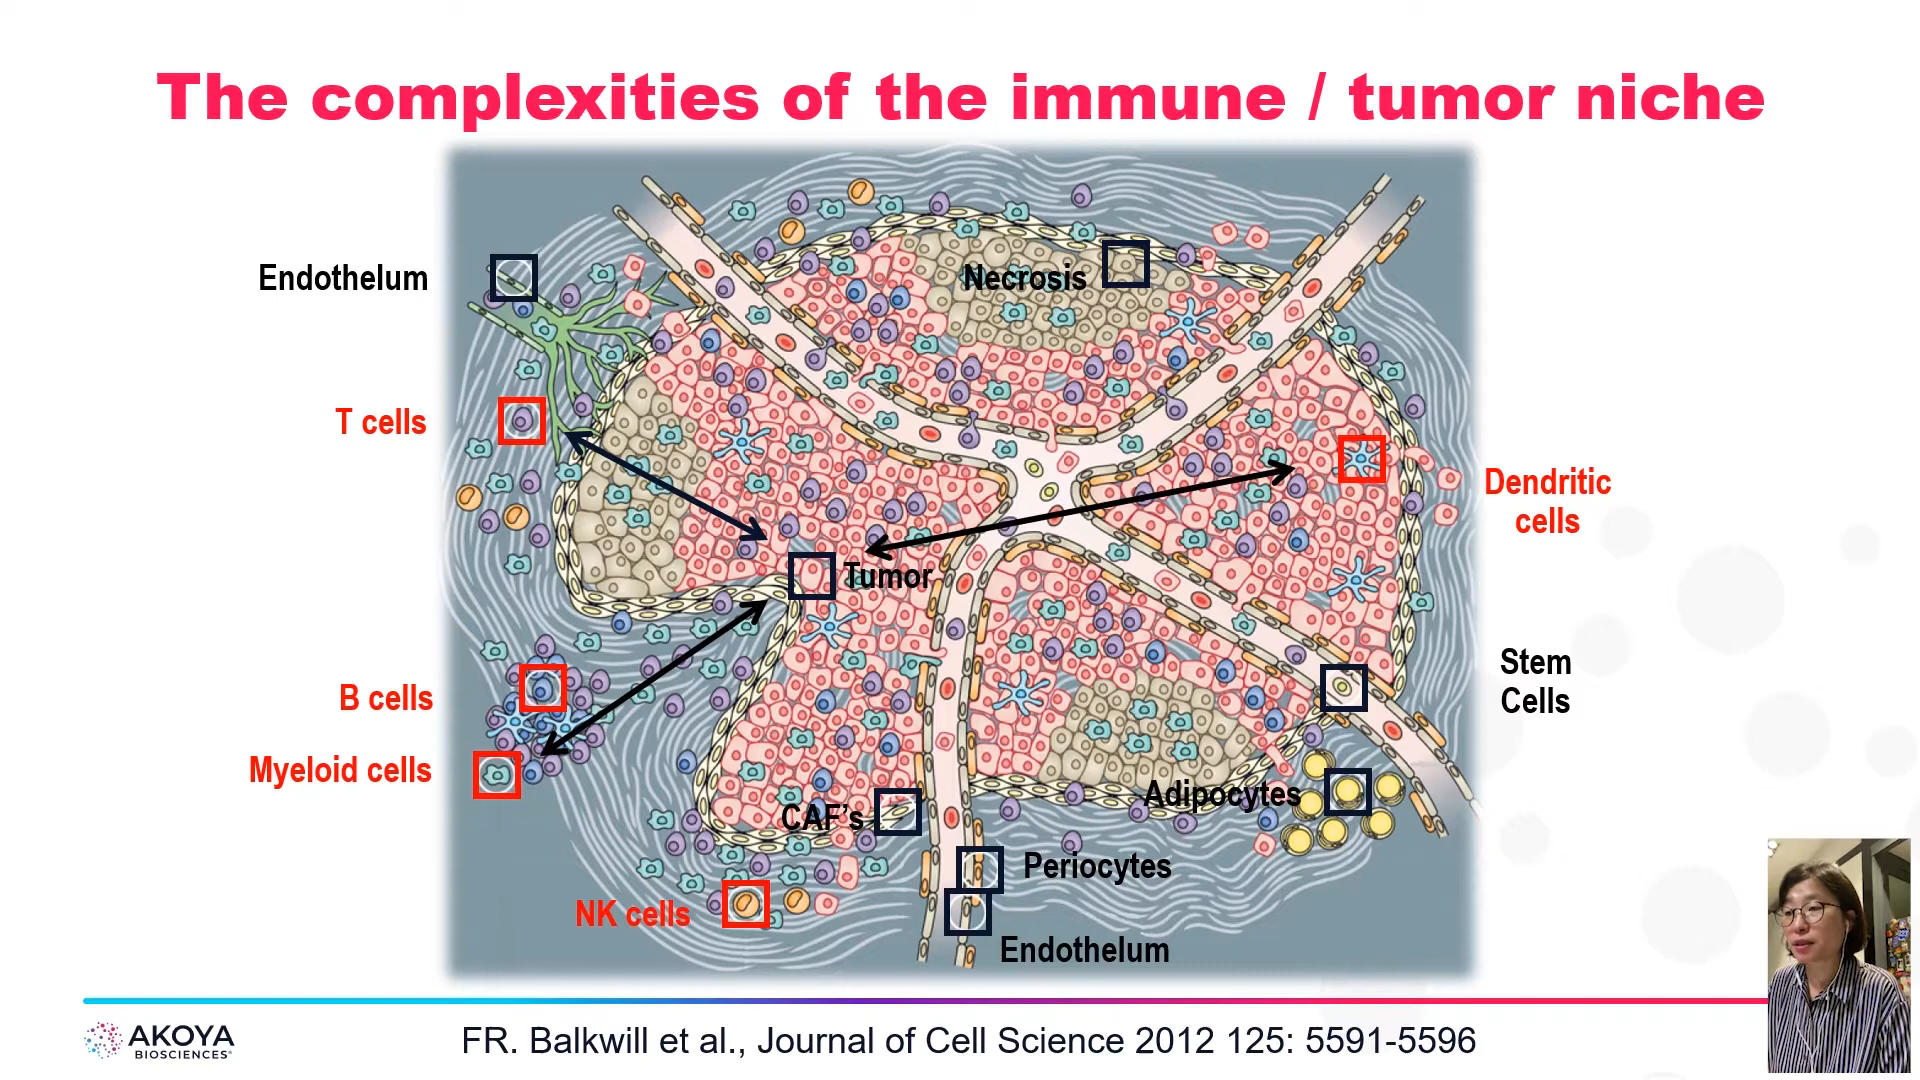 The complexities of the immune / tumor niche
Endothelum
Necrosis
T cells
Dendritic
cells
Tumor
Stem
Cells
B cells
Myeloid cells
Adipocytes
CAF's
Periocytes
NK cells
Endothelum
AKOYA
BIOSCIENCES
FR. Balkwill et al., Journal of Cell Science 2012 125: 5591-5596